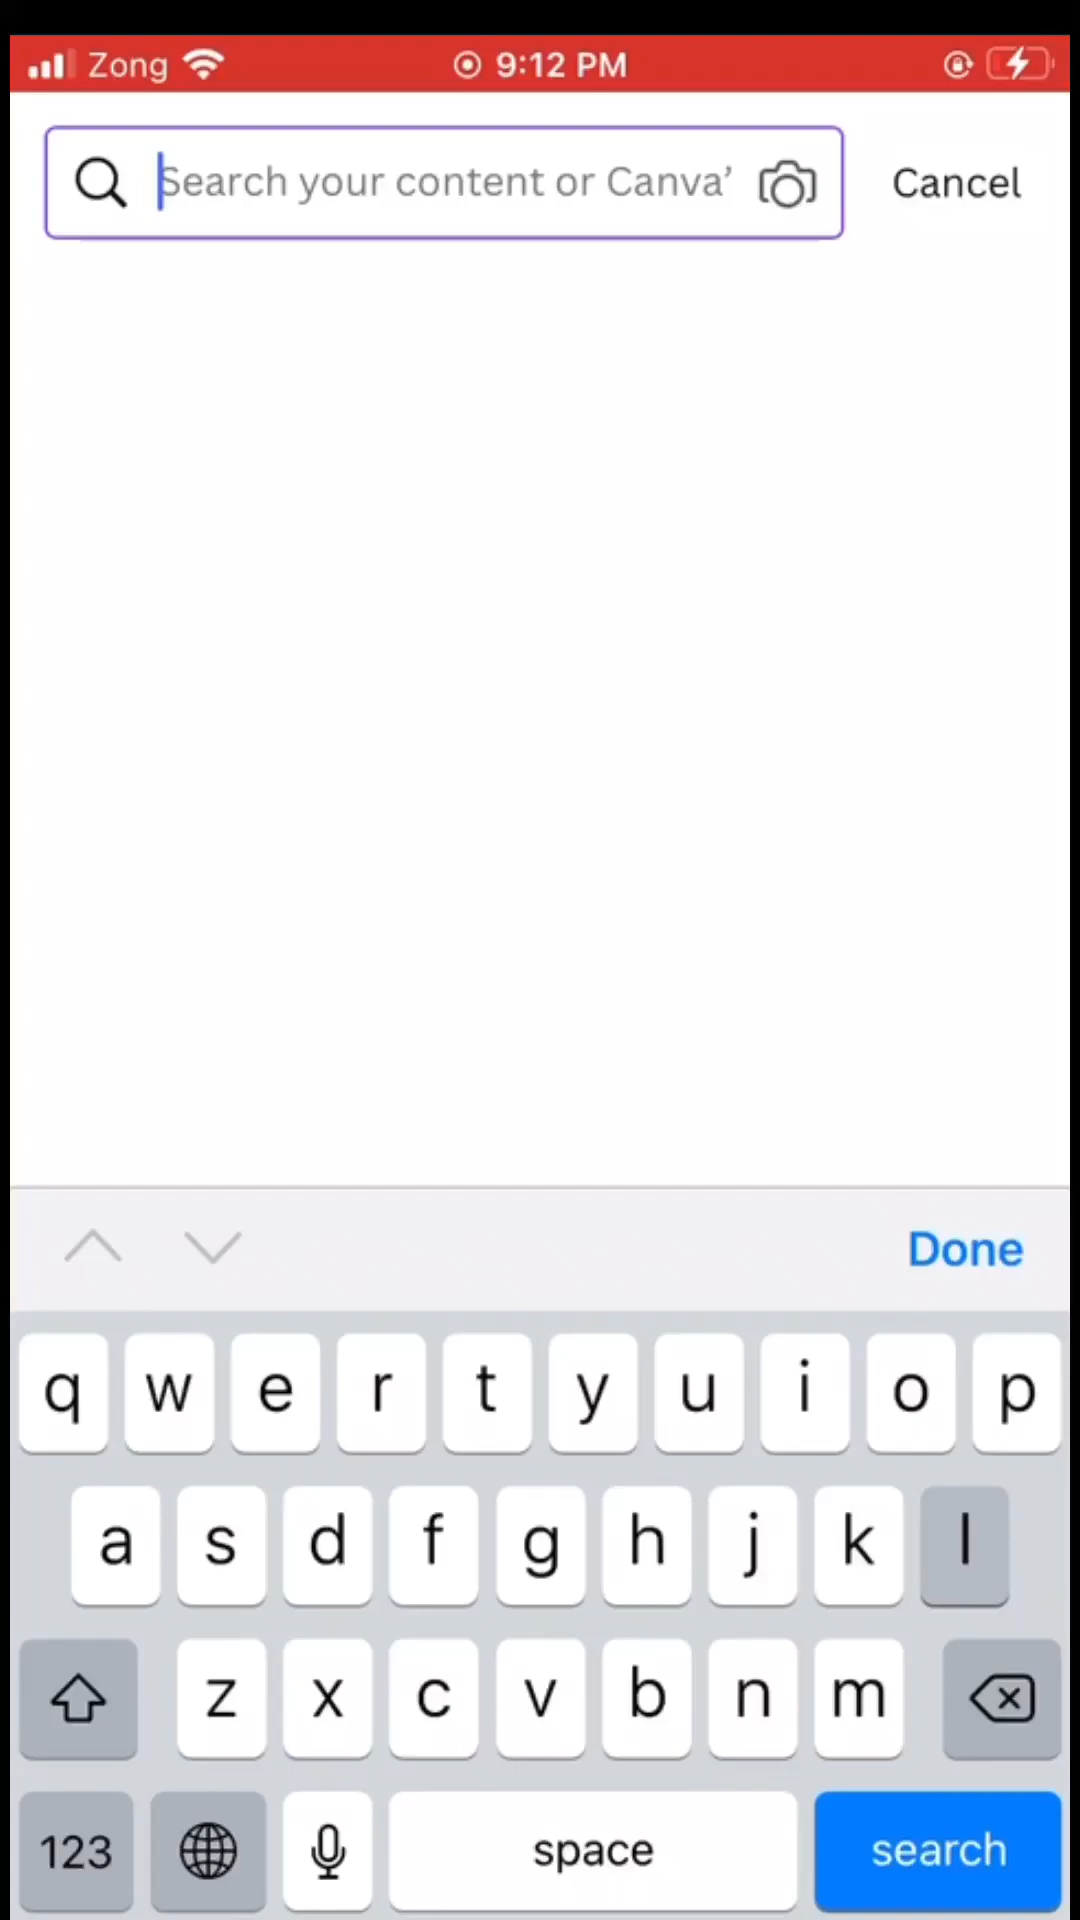 Zong 9:12 PM
Search your content or Canva’ Cancel
Done
q w e r t y u i o p
a s d f g h j k l
z x c v b n m
123 space search